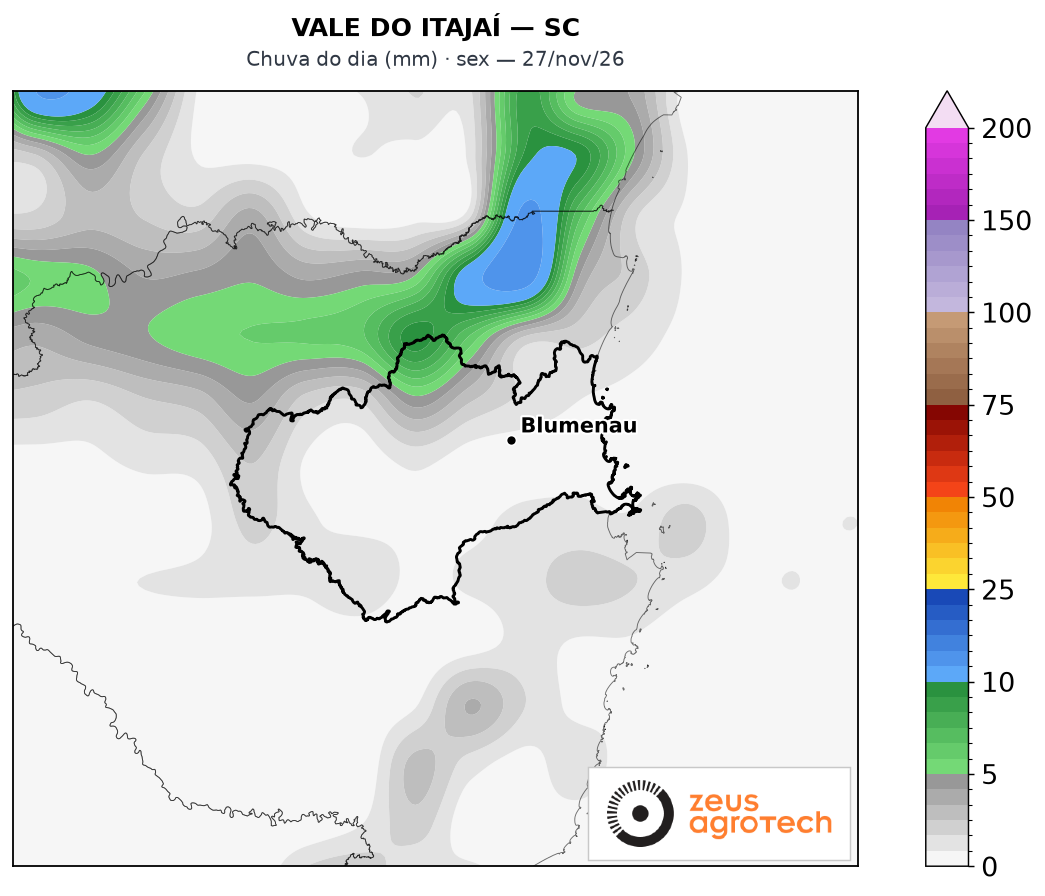 VALE DO ITAJAÍ — SC
Chuva do dia (mm) · sex — 27/nov/26
200
150
100
75
50
25
10
5
0
Blumenau
zeus
agrotech